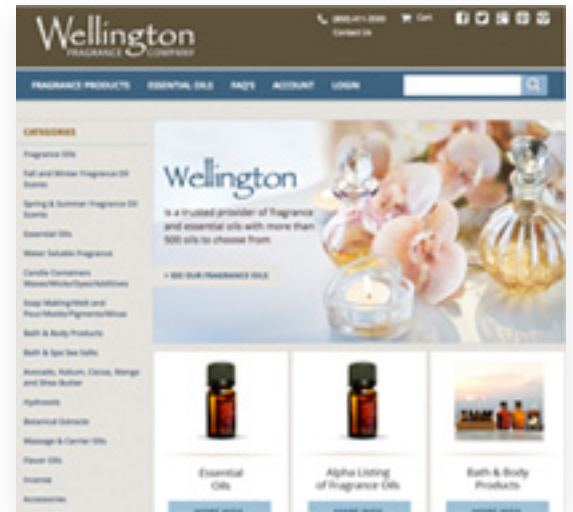 Wellington
FRAGRANCE COMPANY
Cart
Contact Us
FRAGRANCE PRODUCTS
ESSENTIAL OILS
FAQ'S
ACCOUNT
LOGIN
CATEGORIES
Fragrance Oils
Fall and Winter Fragrance Oil
Scents
Spring & Summer Fragrance Oil
Scents
Essential Oils
Water Soluble Fragrance
Candle Containers
Waxes/Wicks/Dyes/Additives
Soap Making/Melt and
Pour/Molds/Pigments/Micas
Bath & Body Products
Bath & Spa Sea Salts
Avocado, Kokum, Cocoa, Mango
and Shea Butter
Hydrosols
Botanical Extracts
Massage & Carrier Oils
Flavor Oils
Incense
Accessories
Wellington
is a trusted provider of fragrance
and essential oils with more than
500 oils to choose from
+ SEE OUR FRAGRANCE OILS
Essential
Oils
Alpha Listing
of Fragrance Oils
Bath & Body
Products